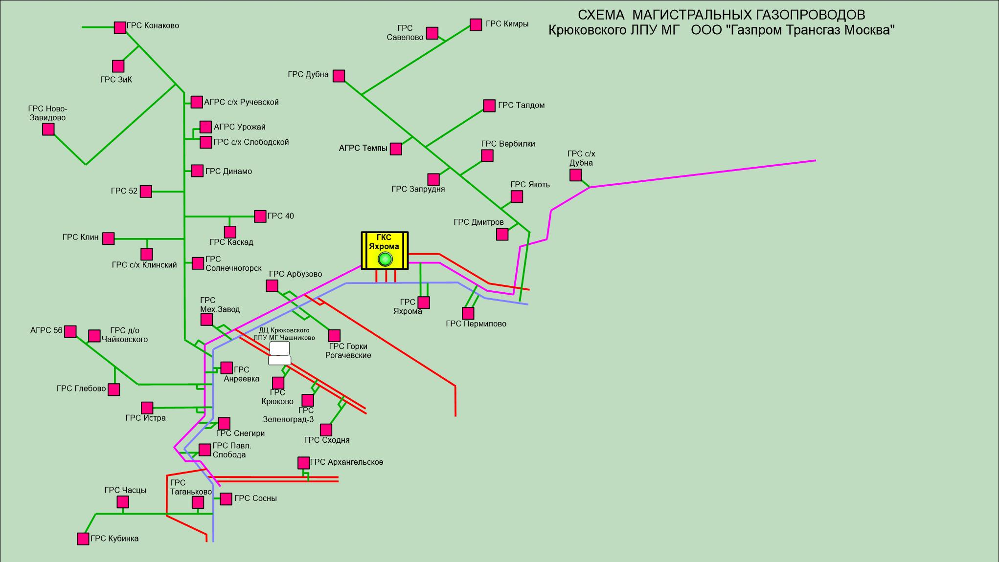 СХЕМА МАГИСТРАЛЬНЫХ ГАЗОПРОВОДОВ
Крюковского ЛПУ МГ ООО "Газпром Трансгаз Москва"
ГРС Конаково
ГРС ЗиК
ГРС Ново-
Завидово
АГРС с/х Ручевской
АГРС Урожай
ГРС с/х Слободской
ГРС Динамо
ГРС 52
ГРС 40
ГРС Каскад
ГРС Клин
ГРС с/х Клинский
ГРС
Солнечногорск
ГРС
Савелово
ГРС Кимры
ГРС Дубна
ГРС Талдом
АГРС Темпы
ГРС Вербилки
ГРС Запрудня
ГРС Якоть
ГРС с/х
Дубна
ГРС Дмитров
ГКС
Яхрома
ГРС Арбузово
ГРС
Мех.Завод
ГРС
Яхрома
ГРС Пермилово
АГРС 56
ГРС д/о
Чайковского
ДЦ Крюковского
ЛПУ МГ Чашниково
ГРС Горки
Рогачевские
ГРС
Анреевка
ГРС Глебово
ГРС
Крюково
ГРС
Зеленоград-3
ГРС Истра
ГРС Снегири
ГРС Сходня
ГРС Павл.
Слобода
ГРС Архангельское
ГРС
Таганьково
ГРС Часцы
ГРС Сосны
ГРС Кубинка